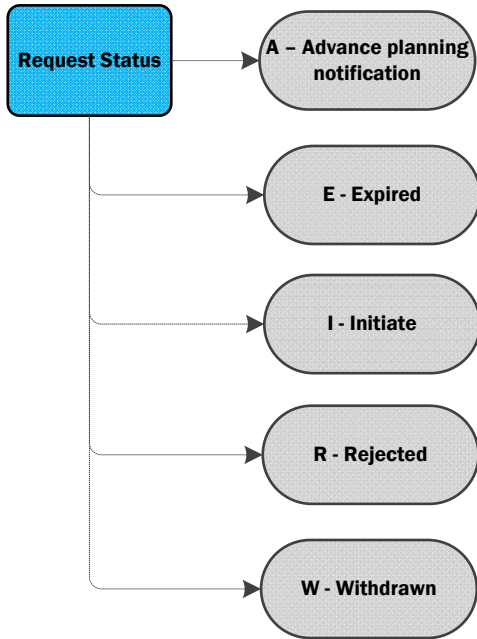 Request Status
A – Advance planning
notification
E - Expired
I - Initiate
R - Rejected
W - Withdrawn